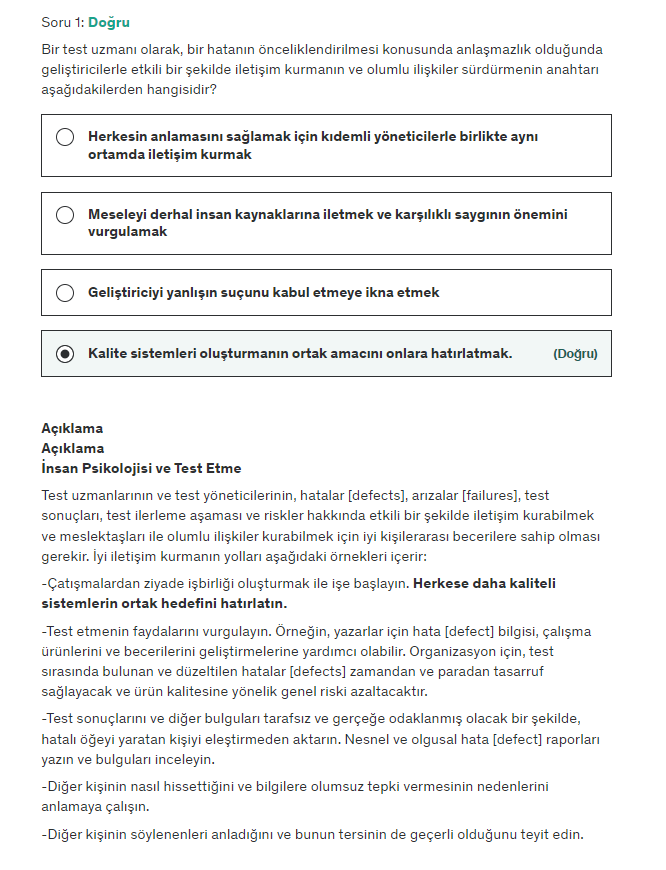 Soru 1: Doğru
Bir test uzmanı olarak, bir hatanın önceliklendirilmesi konusunda anlaşmazlık olduğunda
geliştiricilerle etkili bir şekilde iletişim kurmanın ve olumlu ilişkiler sürdürmenin anahtarı
aşağıdakilerden hangisidir?
Herkesin anlamasını sağlamak için kıdemli yöneticilerle birlikte aynı
ortamda iletişim kurmak
Meseleyi derhal insan kaynaklarına iletmek ve karşılıklı saygının önemini
vurgulamak
Geliştiriciyi yanlışın suçunu kabul etmeye ikna etmek
Kalite sistemleri oluşturmanın ortak amacını onlara hatırlatmak. (Doğru)
Açıklama
Açıklama
İnsan Psikolojisi ve Test Etme
Test uzmanlarının ve test yöneticilerinin, hatalar [defects], arızalar [failures], test
sonuçları, test ilerleme aşaması ve riskler hakkında etkili bir şekilde iletişim kurabilmek
ve meslektaşları ile olumlu ilişkiler kurabilmek için iyi kişilerarası becerilere sahip olması
gerekir. İyi iletişim kurmanın yolları aşağıdaki örnekleri içerir:
-Çatışmalardan ziyade işbirliği oluşturmak ile işe başlayın. Herkese daha kaliteli
sistemlerin ortak hedefini hatırlatın.
-Test etmenin faydalarını vurgulayın. Örneğin, yazarlar için hata [defect] bilgisi, çalışma
ürünlerini ve becerilerini geliştirmelerine yardımcı olabilir. Organizasyon için, test
sırasında bulunan ve düzeltilen hatalar [defects] zamandan ve paradan tasarruf
sağlayacak ve ürün kalitesine yönelik genel riski azaltacaktır.
-Test sonuçlarını ve diğer bulguları tarafsız ve gerçeğe odaklanmış olacak bir şekilde,
hatalı öğeyi yaratan kişiyi eleştirmeden aktarın. Nesnel ve olgusal hata [defect] raporları
yazın ve bulguları inceleyin.
-Diğer kişinin nasıl hissettiğini ve bilgilere olumsuz tepki vermesinin nedenlerini
anlamaya çalışın.
-Diğer kişinin söylenenleri anladığını ve bunun tersinin de geçerli olduğunu teyit edin.